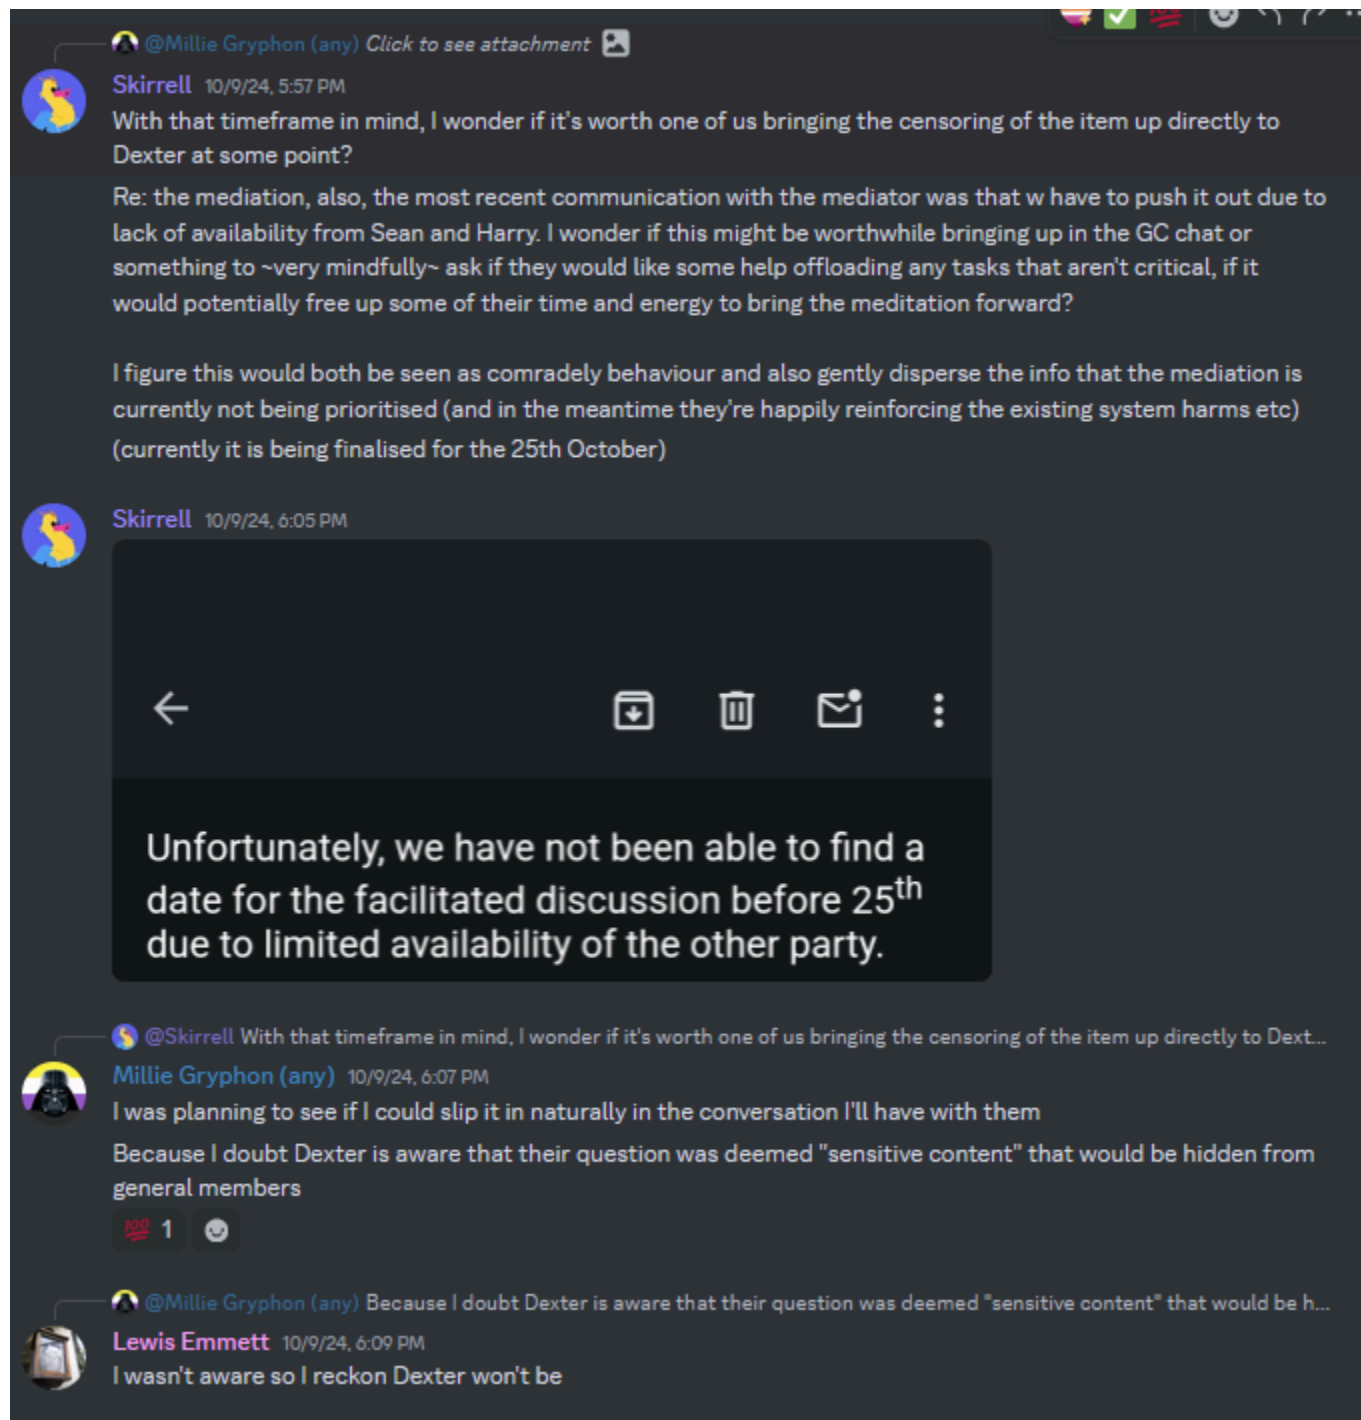 @Millie Gryphon (any) Click to see attachment
Skirrell 10/9/24, 5:57 PM
With that timeframe in mind, I wonder if it's worth one of us bringing the censoring of the item up directly to
Dexter at some point?
Re: the mediation, also, the most recent communication with the mediator was that w have to push it out due to
lack of availability from Sean and Harry. I wonder if this might be worthwhile bringing up in the GC chat or
something to ~very mindfully~ ask if they would like some help offloading any tasks that aren't critical, if it
would potentially free up some of their time and energy to bring the meditation forward?
I figure this would both be seen as comradely behaviour and also gently disperse the info that the mediation is
currently not being prioritised (and in the meantime they're happily reinforcing the existing system harms etc)
(currently it is being finalised for the 25th October)
Skirrell 10/9/24, 6:05 PM
Unfortunately, we have not been able to find a
date for the facilitated discussion before 25th
due to limited availability of the other party.
@Skirrell With that timeframe in mind, I wonder if it's worth one of us bringing the censoring of the item up directly to Dext...
Millie Gryphon (any) 10/9/24, 6:07 PM
I was planning to see if I could slip it in naturally in the conversation I'll have with them
Because I doubt Dexter is aware that their question was deemed "sensitive content" that would be hidden from
general members
100 1
@Millie Gryphon (any) Because I doubt Dexter is aware that their question was deemed "sensitive content" that would be h...
Lewis Emmett 10/9/24, 6:09 PM
I wasn't aware so I reckon Dexter won't be